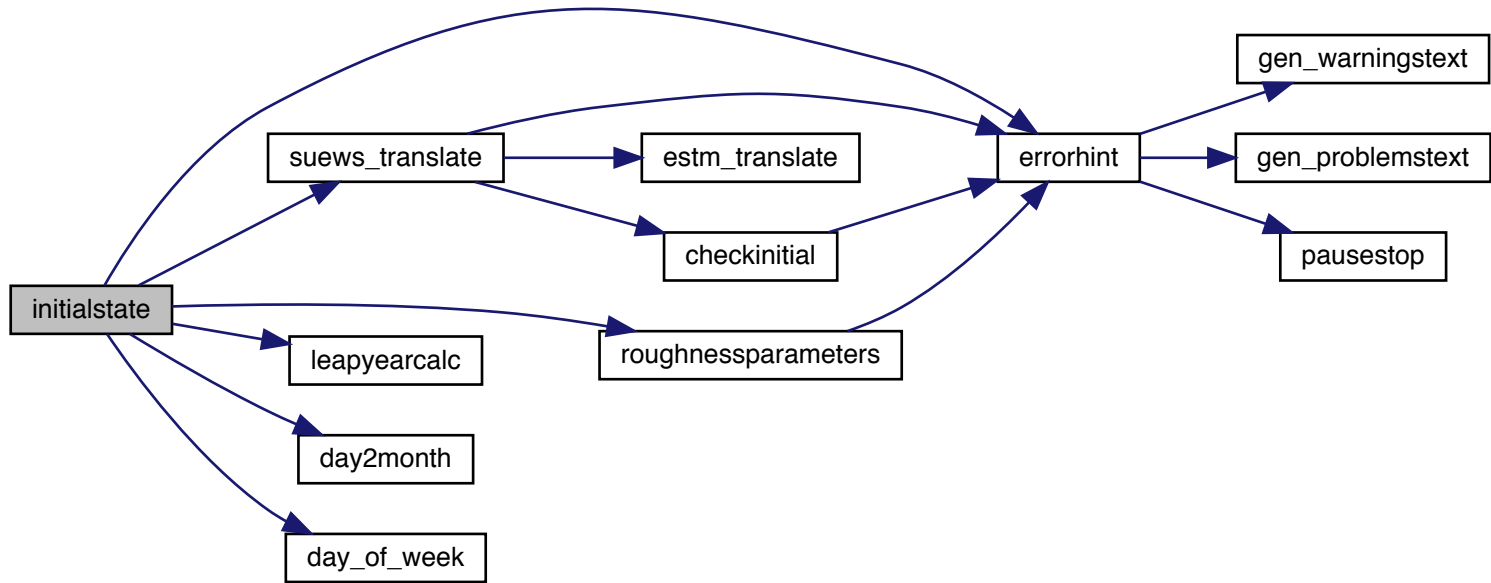 gen_warningstext
suews_translate
estm_translate
errorhint
gen_problemstext
checkinitial
pausestop
initialstate
leapyearcalc
roughnessparameters
day2month
day_of_week